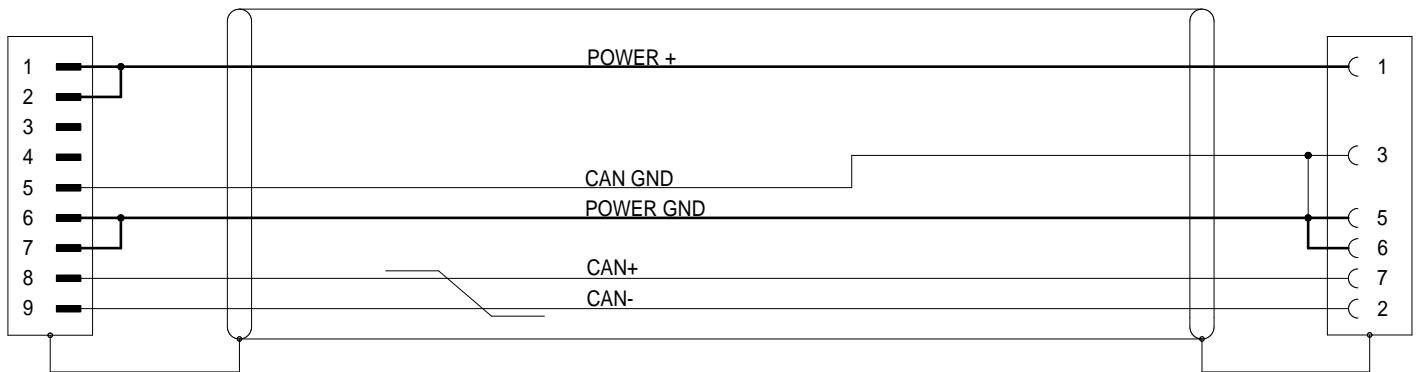 1 POWER + 1
2
3
4 3
5 CAN GND
6 POWER GND 5
7 6
8 CAN+ 7
9 CAN- 2